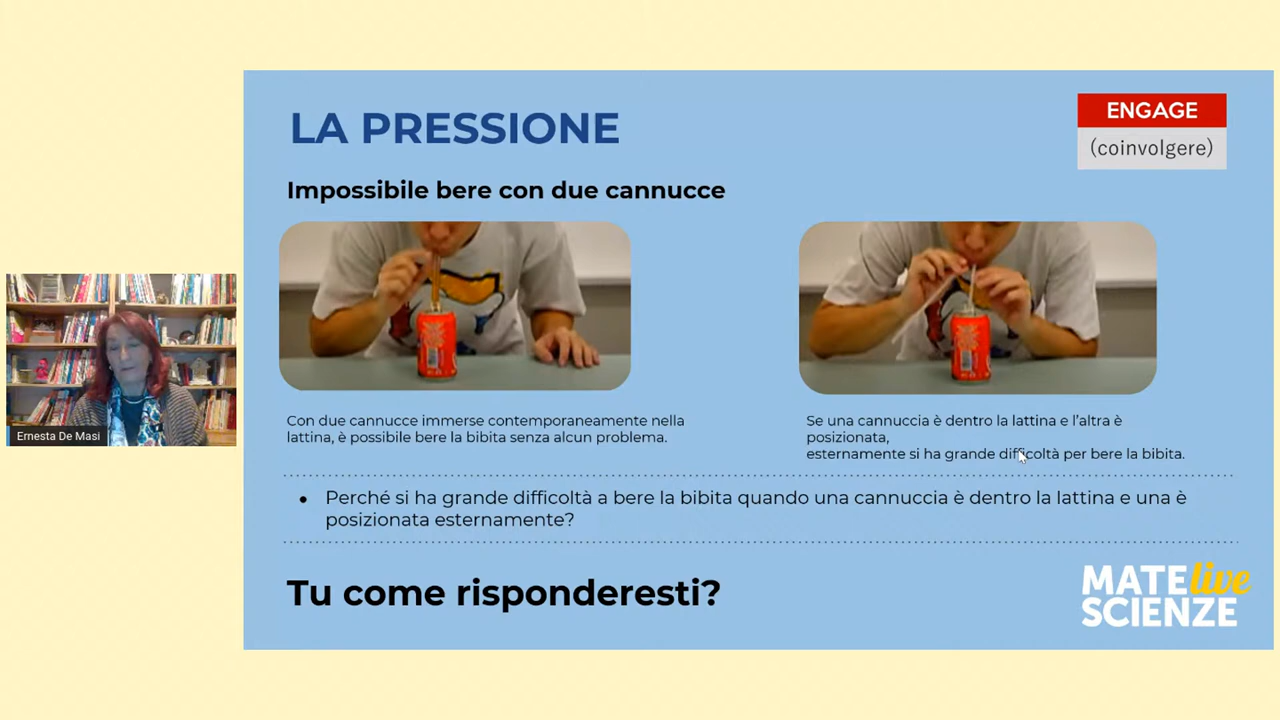 LA PRESSIONE
ENGAGE
(coinvolgere)
Impossibile bere con due cannucce
Con due cannucce immerse contemporaneamente nella
lattina, è possibile bere la bibita senza alcun problema.
Se una cannuccia è dentro la lattina e l'altra è
posizionata,
esternamente si ha grande difficoltà per bere la bibita.
• Perché si ha grande difficoltà a bere la bibita quando una cannuccia è dentro la lattina e una è
posizionata esternamente?
Tu come risponderesti?
MATE live
SCIENZE
Ernesta De Masi